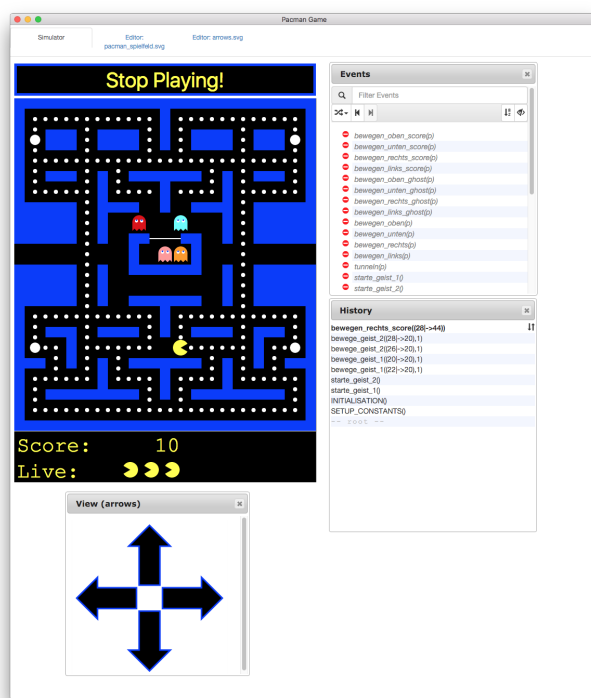 Pacman Game
Simulator
Editor:
pacman_spielfeld.svg
Editor: arrows.svg
Stop Playing!
Score: 10
Live:
View (arrows)
Events
Filter Events
bewegen_oben_score(p)
bewegen_unten_score(p)
bewegen_rechts_score(p)
bewegen_links_score(p)
bewegen_oben_ghost(p)
bewegen_unten_ghost(p)
bewegen_rechts_ghost(p)
bewegen_links_ghost(p)
bewegen_oben(p)
bewegen_unten(p)
bewegen_rechts(p)
bewegen_links(p)
tunneln(p)
starte_geist_1()
starte_geist_2()
History
bewegen_rechts_score((28|->44))
bewege_geist_2((28|->20),1)
bewege_geist_2((26|->20),1)
bewege_geist_1((20|->20),1)
bewege_geist_1((22|->20),1)
starte_geist_2()
starte_geist_1()
INITIALISATION()
SETUP_CONSTANTS()
-- root --